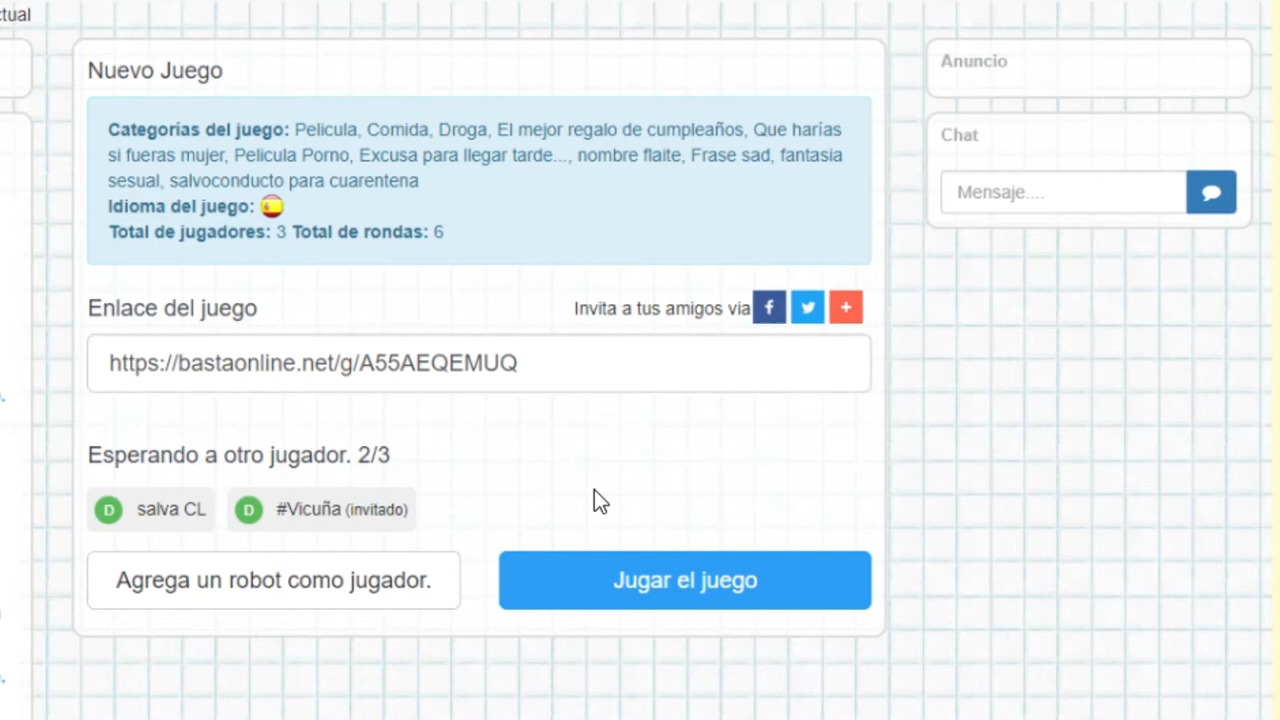 ctual
Nuevo Juego
Categorías del juego: Pelicula, Comida, Droga, El mejor regalo de cumpleaños, Que harías
si fueras mujer, Pelicula Porno, Excusa para llegar tarde..., nombre flaite, Frase sad, fantasia
sesual, salvoconducto para cuarentena
Idioma del juego:
Total de jugadores: 3 Total de rondas: 6
Enlace del juego
Invita a tus amigos via
https://bastaonline.net/g/A55AEQEMUQ
Esperando a otro jugador. 2/3
D salva CL
D #Vicuña (invitado)
Agrega un robot como jugador.
Jugar el juego
Anuncio
Chat
Mensaje....